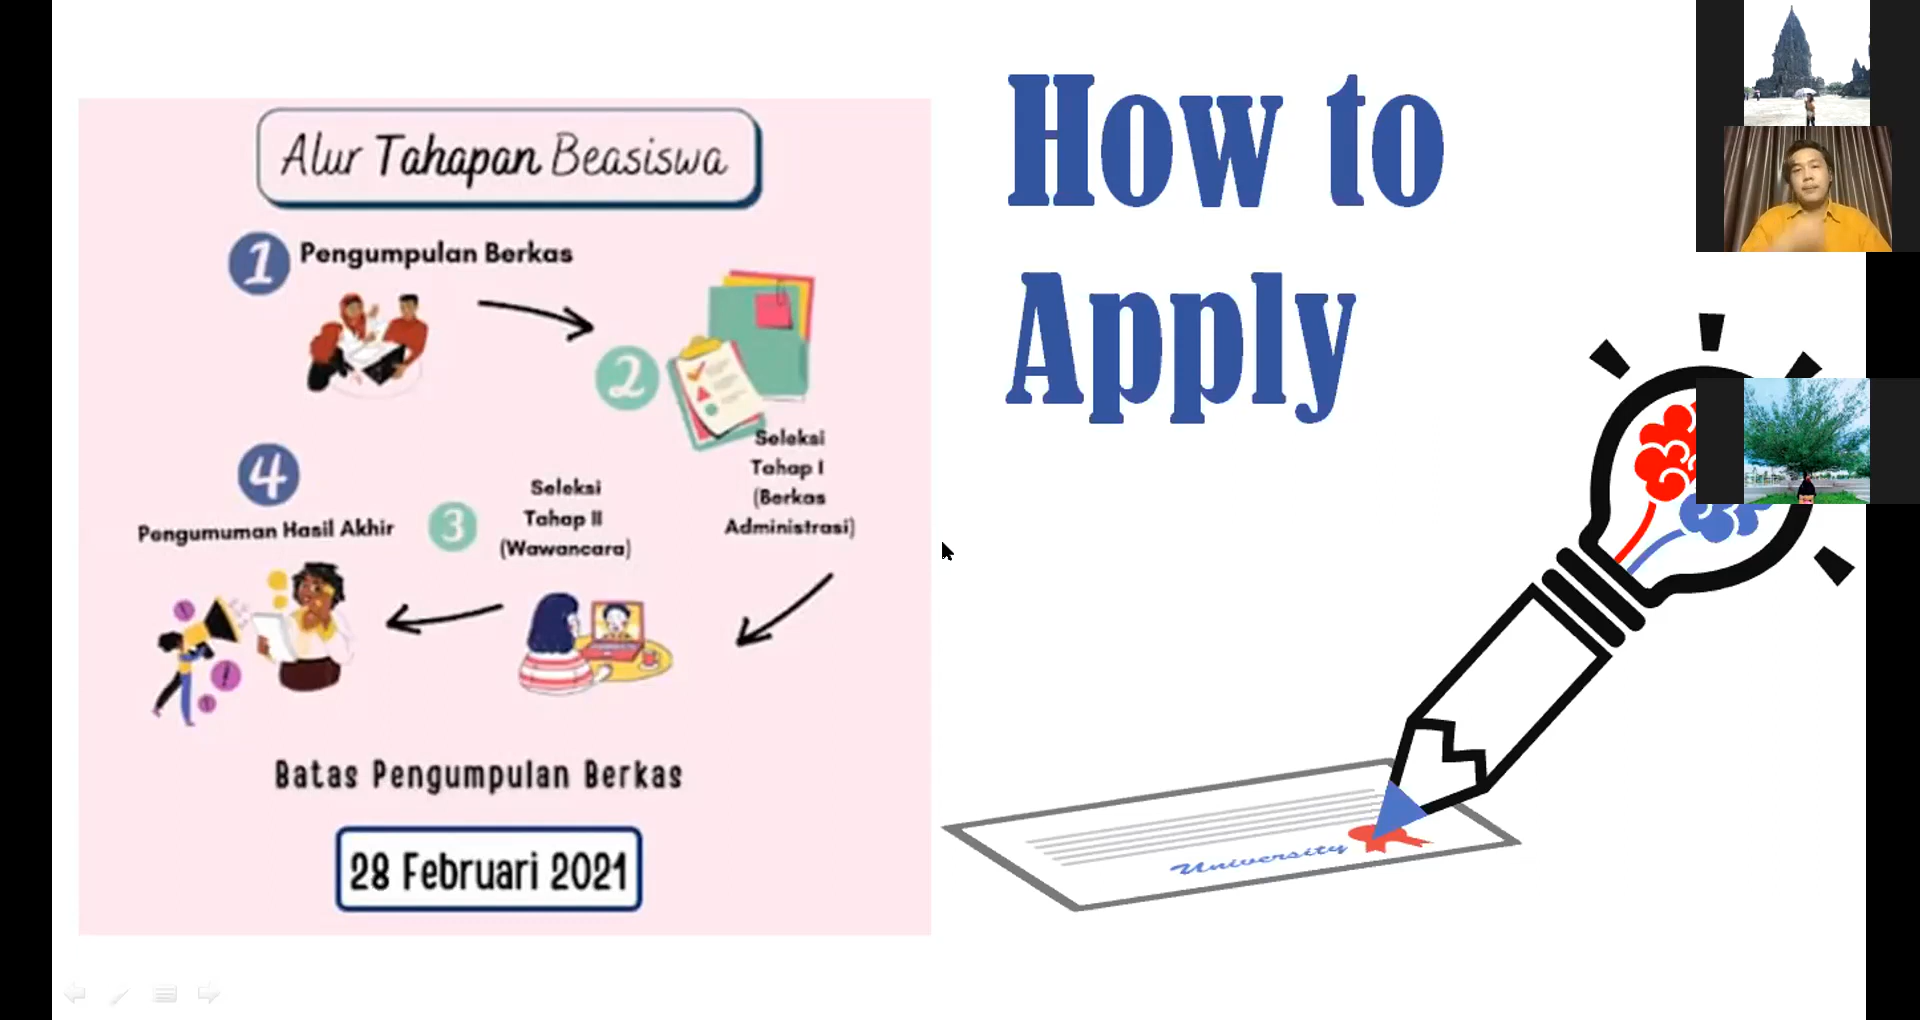 Alur Tahapan Beasiswa
1 Pengumpulan Berkas
2
Seleksi
Tahap I
(Berkas
Administrasi)
3
Seleksi
Tahap II
(Wawancara)
4
Pengumuman Hasil Akhir
Batas Pengumpulan Berkas
28 Februari 2021
How to
Apply
University